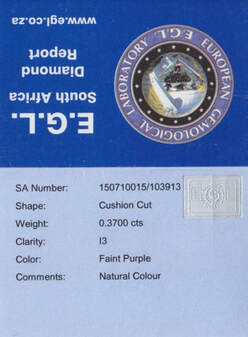 E.G.L.
South Africa
Diamond
Report
www.egl.co.za
EUROPEAN GEMOLOGICAL LABORATORY
E.G.L.
SA Number: 150710015/103913
Shape: Cushion Cut
Weight: 0.3700 cts
Clarity: I3
Color: Faint Purple
Comments: Natural Colour